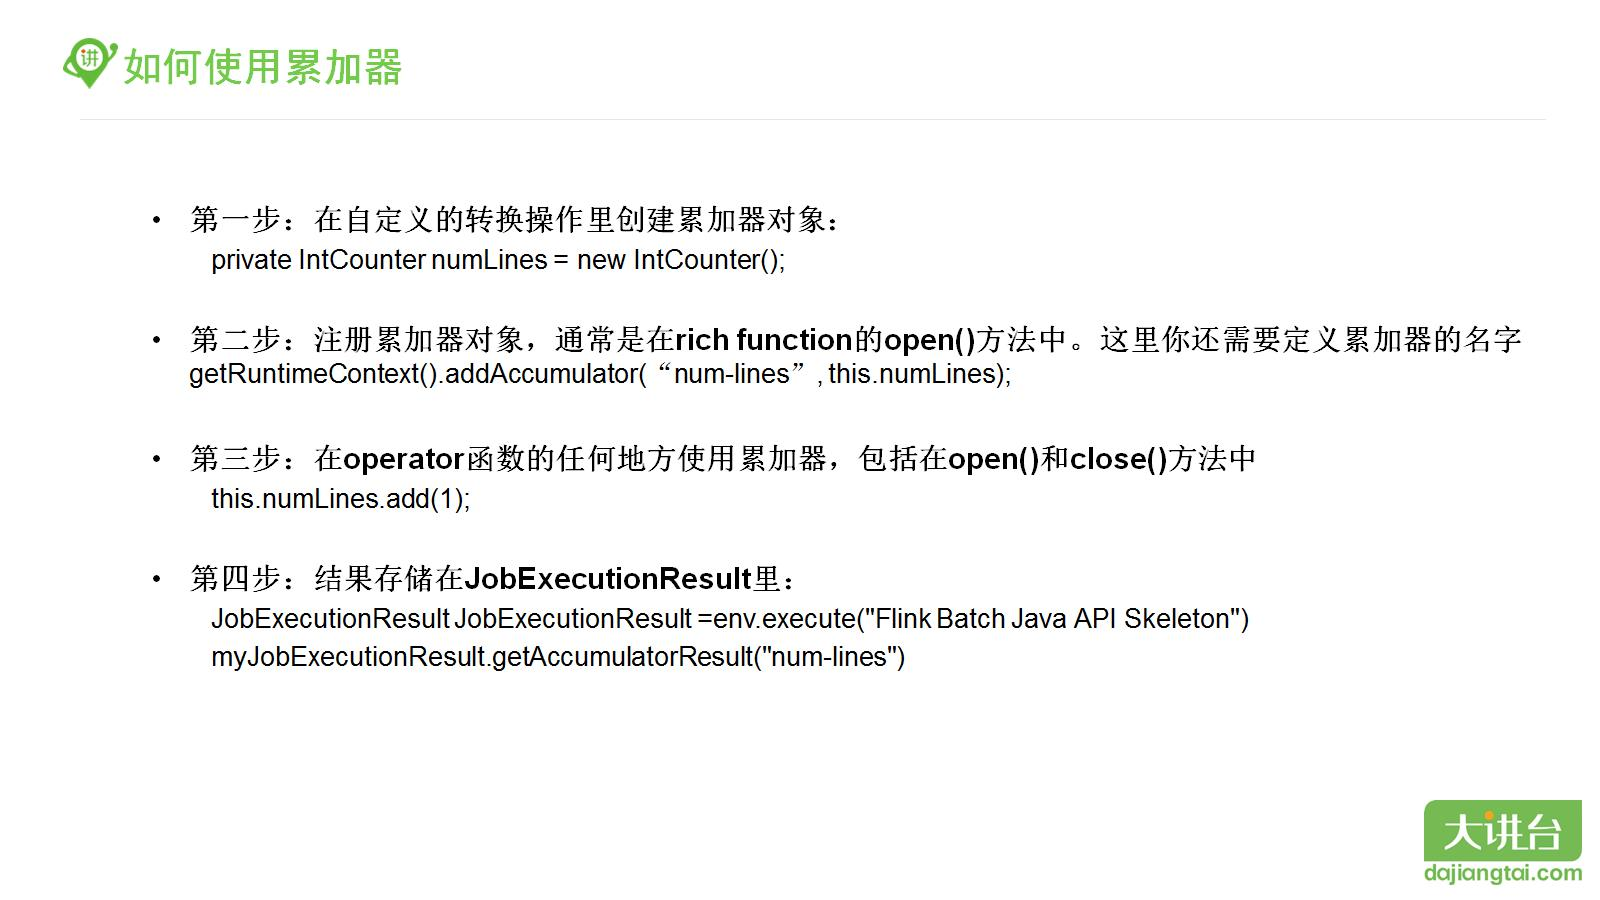 讲
如何使用累加器
• 第一步：在自定义的转换操作里创建累加器对象：
private IntCounter numLines = new IntCounter();
• 第二步：注册累加器对象，通常是在rich function的open()方法中。这里你还需要定义累加器的名字
getRuntimeContext().addAccumulator(“num-lines”, this.numLines);
• 第三步：在operator函数的任何地方使用累加器，包括在open()和close()方法中
this.numLines.add(1);
• 第四步：结果存储在JobExecutionResult里：
JobExecutionResult JobExecutionResult =env.execute("Flink Batch Java API Skeleton")
myJobExecutionResult.getAccumulatorResult("num-lines")
大讲台
dajiangtai.com